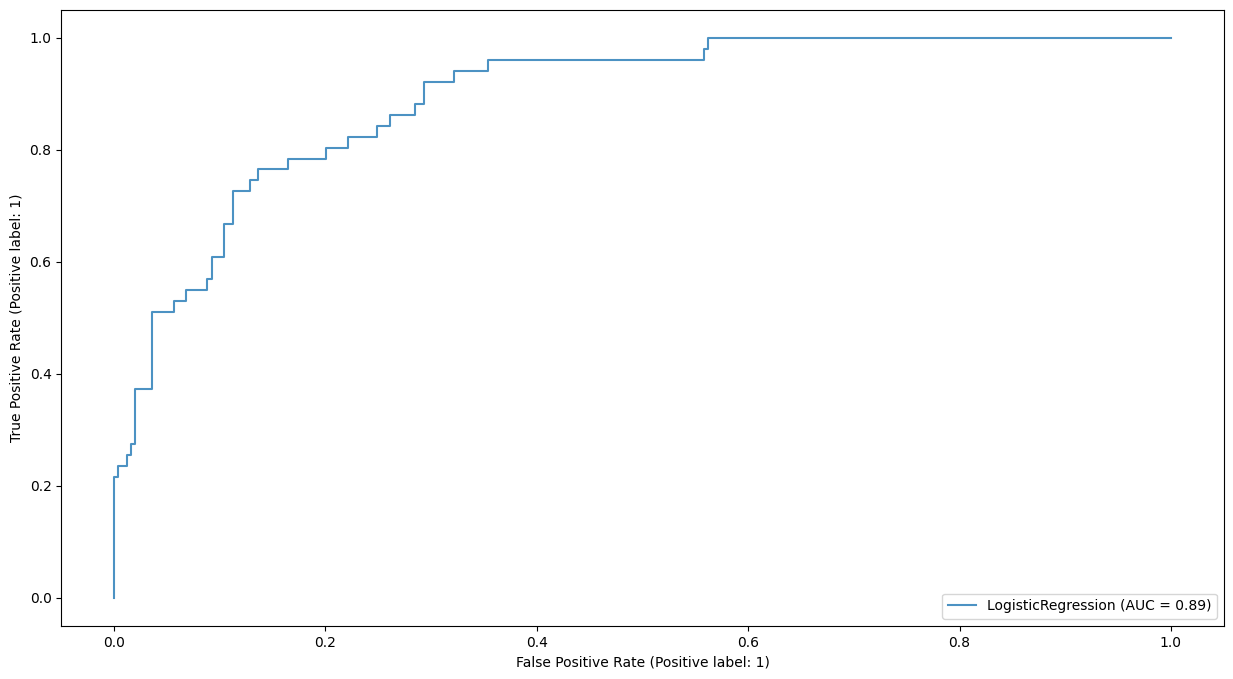 1.0
0.8
0.6
0.4
0.2
0.0
True Positive Rate (Positive label: 1)
LogisticRegression (AUC = 0.89)
0.0 0.2 0.4 0.6 0.8 1.0
False Positive Rate (Positive label: 1)